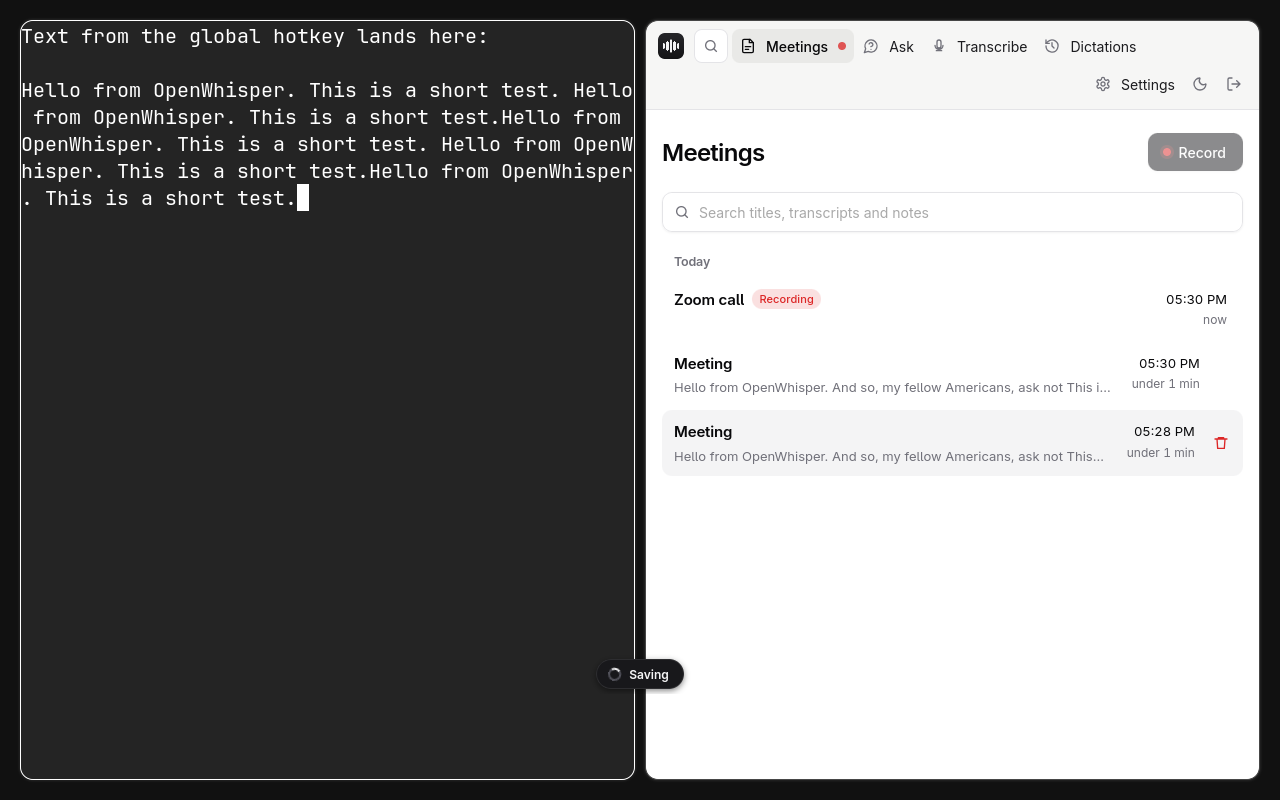 Text from the global hotkey lands here:
Hello from OpenWhisper. This is a short test. Hello
from OpenWhisper. This is a short test.Hello from
OpenWhisper. This is a short test. Hello from OpenW
hisper. This is a short test.Hello from OpenWhisper
. This is a short test.
Meetings
Ask
Transcribe
Dictations
Settings
Meetings
Record
Search titles, transcripts and notes
Today
Zoom call Recording 05:30 PM
now
Meeting 05:30 PM
Hello from OpenWhisper. And so, my fellow Americans, ask not This i... under 1 min
Meeting 05:28 PM
Hello from OpenWhisper. And so, my fellow Americans, ask not This... under 1 min
Saving